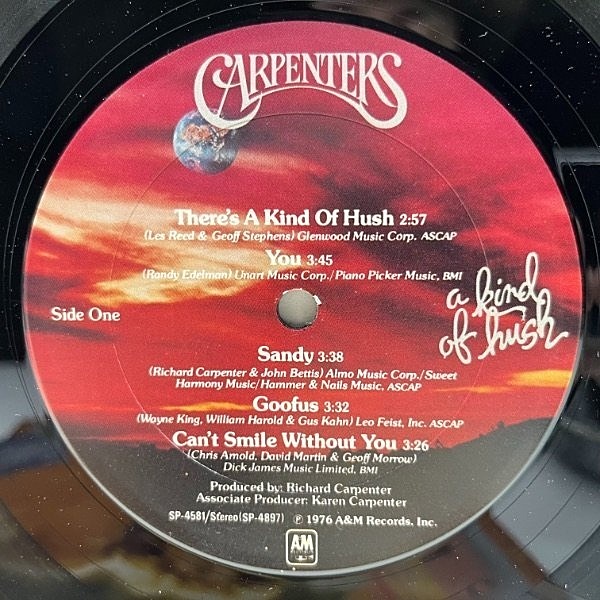 CARPENTERS
There's A Kind Of Hush 2:57
(Les Reed & Geoff Stephens) Glenwood Music Corp. ASCAP
You 3:45
(Randy Edelman) Unart Music Corp./Piano Picker Music, BMI
Side One
a kind
of hush
Sandy 3:38
(Richard Carpenter & John Bettis) Almo Music Corp./Sweet
Harmony Music/Hammer & Nails Music, ASCAP
Goofus 3:32
(Wayne King, William Harold & Gus Kahn) Leo Feist, Inc. ASCAP
Can't Smile Without You 3:26
(Chris Arnold, David Martin & Geoff Morrow)
Dick James Music Limited, BMI
Produced by: Richard Carpenter
Associate Producer: Karen Carpenter
SP-4581/Stereo (SP-4897) ℗ 1976 A&M Records, Inc.
A&M